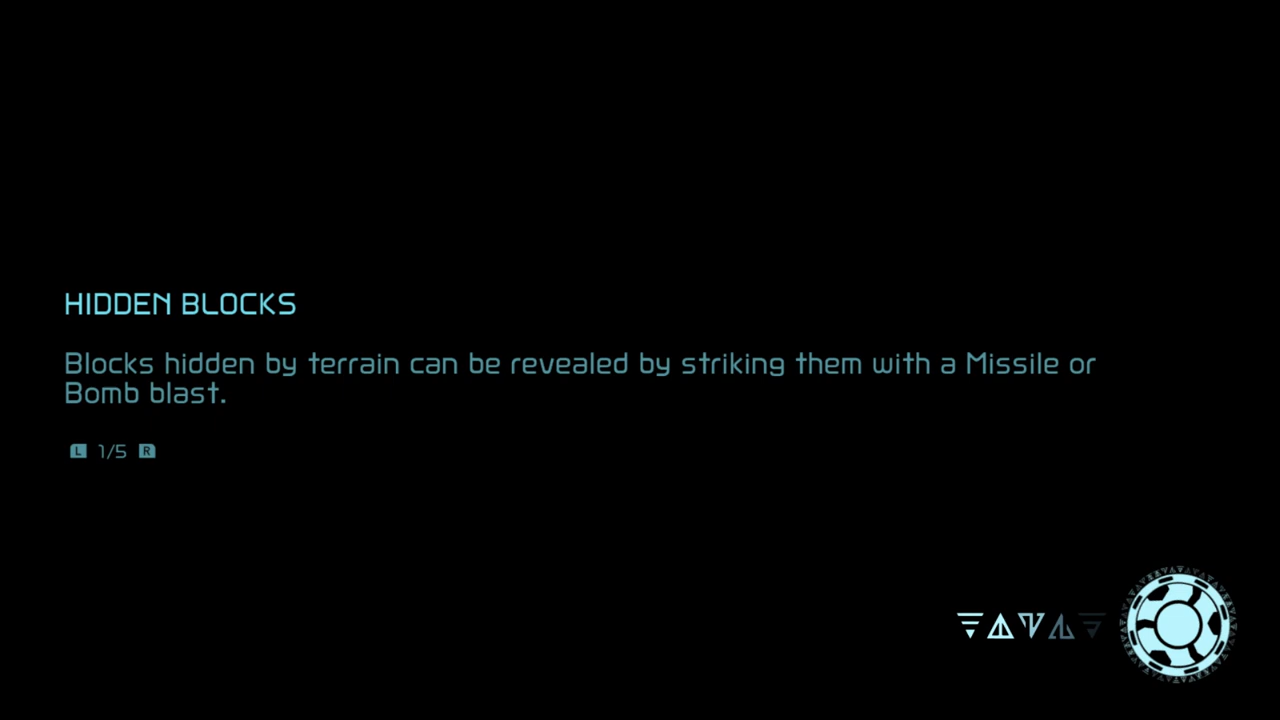 HIDDEN BLOCKS
Blocks hidden by terrain can be revealed by striking them with a Missile or
Bomb blast.
L 1/5 R